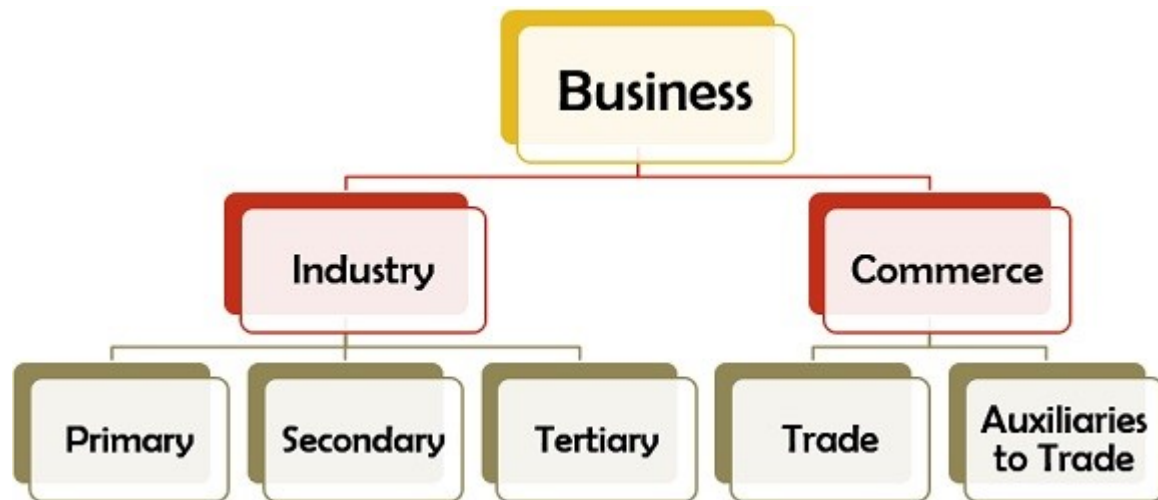 Business
Industry
Commerce
Primary
Secondary
Tertiary
Trade
Auxiliaries
to Trade